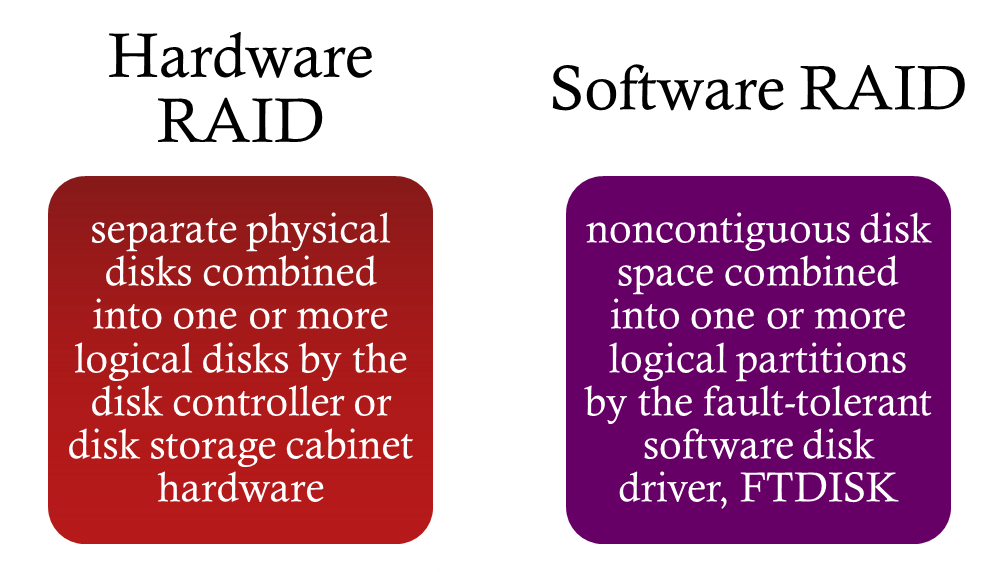 Hardware
RAID
separate physical
disks combined
into one or more
logical disks by the
disk controller or
disk storage cabinet
hardware
Software RAID
noncontiguous disk
space combined
into one or more
logical partitions
by the fault-tolerant
software disk
driver, FTDISK